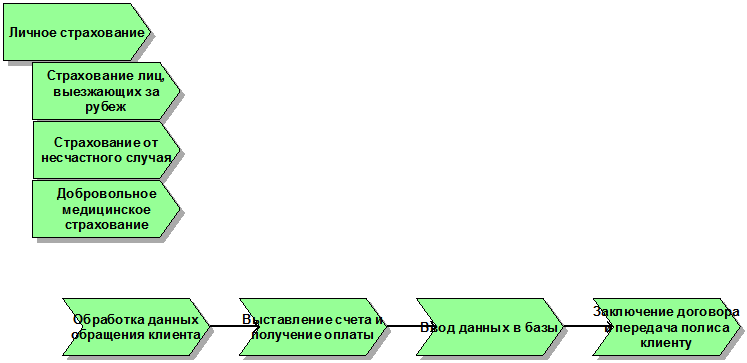 Личное страхование
Страхование лиц,
выезжающих за
рубеж
Страхование от
несчастного случая
Добровольное
медицинское
страхование
Обработка данных
обращения клиента
Выставление счета и
получение оплаты
Ввод данных в базы
Заключение договора
и передача полиса
клиенту